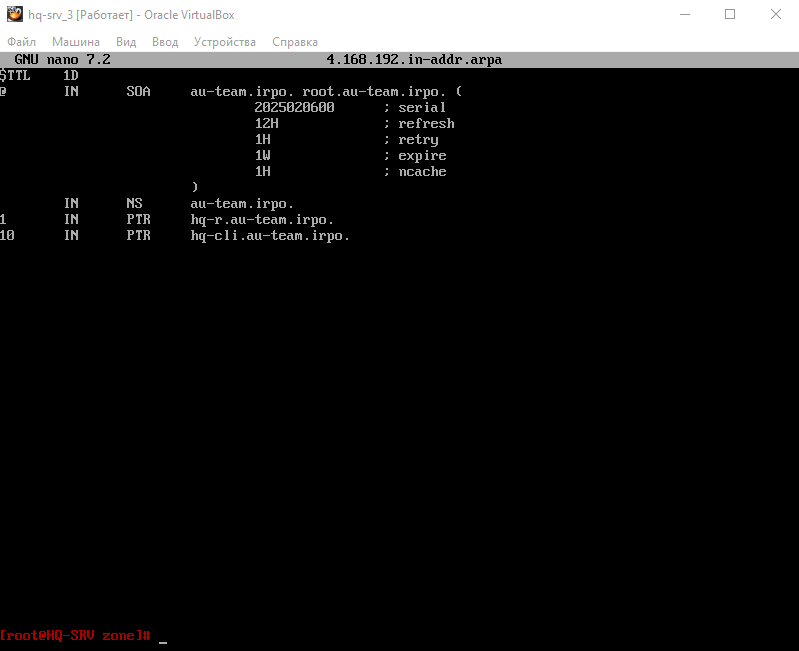 hq-srv_3 [Работает] - Oracle VirtualBox
Файл Машина Вид Ввод Устройства Справка
GNU nano 7.2 4.168.192.in-addr.arpa
$TTL 1D
@ IN SOA au-team.irpo. root.au-team.irpo. (
2025020600 ; serial
12H ; refresh
1H ; retry
1W ; expire
1H ; ncache
)
IN NS au-team.irpo.
1 IN PTR hq-r.au-team.irpo.
10 IN PTR hq-cli.au-team.irpo.
[root@HQ-SRV zone]# _